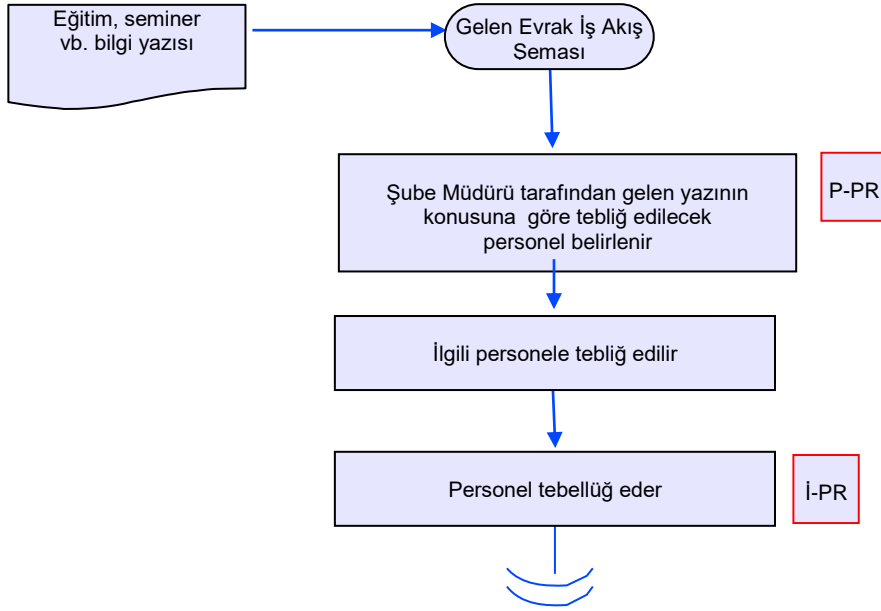 Eğitim, seminer
vb. bilgi yazısı
Gelen Evrak İş Akış
Şeması
Şube Müdürü tarafından gelen yazının
konusuna göre tebliğ edilecek
personel belirlenir
P-PR
İlgili personele tebliğ edilir
Personel tebellüğ eder
İ-PR